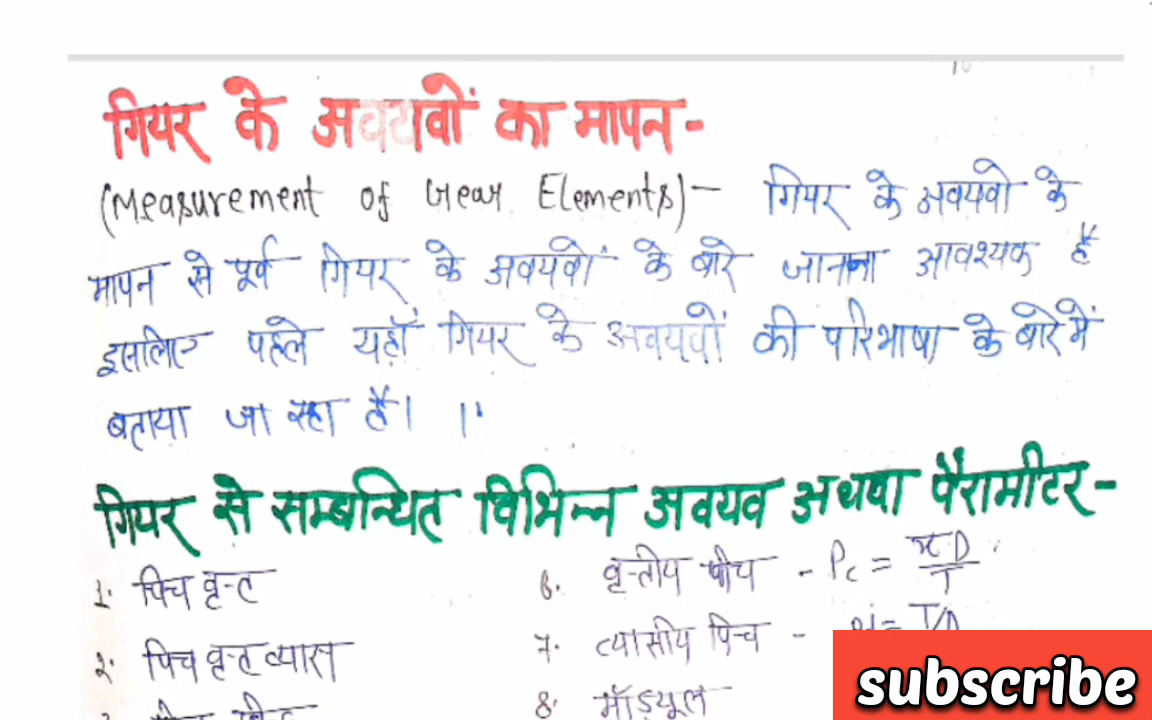 गियर के अवयवों का मापन-
(Measurement of Gear Elements)- गियर के अवयवो के
मापन से पूर्व गियर के अवयवों के बारे जानना आवश्यक है
इसलिए पहले यहाँ गियर के अवयवों की परिभाषा के बारे में
बताया जा रहा है।
गियर से सम्बन्धित विभिन्न अवयव अथवा पैरामीटर-
1. पिच वृन्त
2. पिच वृन्त व्यास
6. वृन्तीय पीच - Pc = πD/T
7. व्यासीय पिच - = T/D
8. मॉड्यूल
subscribe